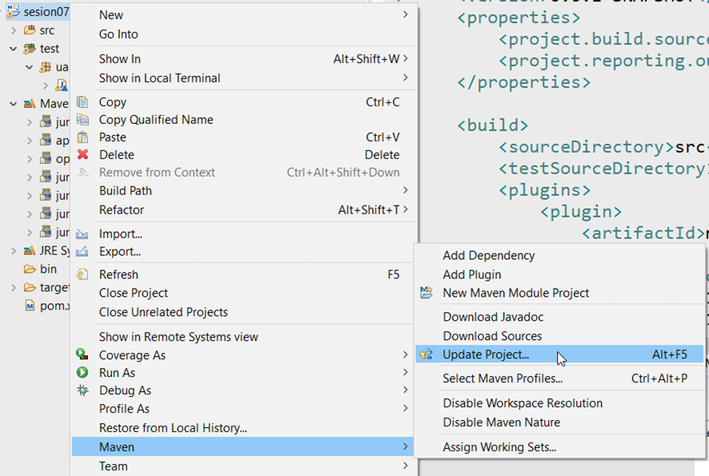 sesion07
src
test
ua
Maven
jun
ap
op
jun
jun
jun
jun
JRE Sy
bin
target
pom.x
New
Go Into
Show In Alt+Shift+W
Show in Local Terminal
Copy Ctrl+C
Copy Qualified Name
Paste Ctrl+V
Delete Delete
Remove from Context Ctrl+Alt+Shift+Down
Build Path
Refactor Alt+Shift+T
Import...
Export...
Refresh F5
Close Project
Close Unrelated Projects
Show in Remote Systems view
Coverage As
Run As
Debug As
Profile As
Restore from Local History...
Maven
Team
Add Dependency
Add Plugin
New Maven Module Project
Download Javadoc
Download Sources
Update Project... Alt+F5
Select Maven Profiles... Ctrl+Alt+P
Disable Workspace Resolution
Disable Maven Nature
Assign Working Sets...
<properties>
<project.build.source
<project.reporting.ou
</properties>
<build>
<sourceDirectory>src<
<testSourceDirectory>
<plugins>
<plugin>
<artifactId>